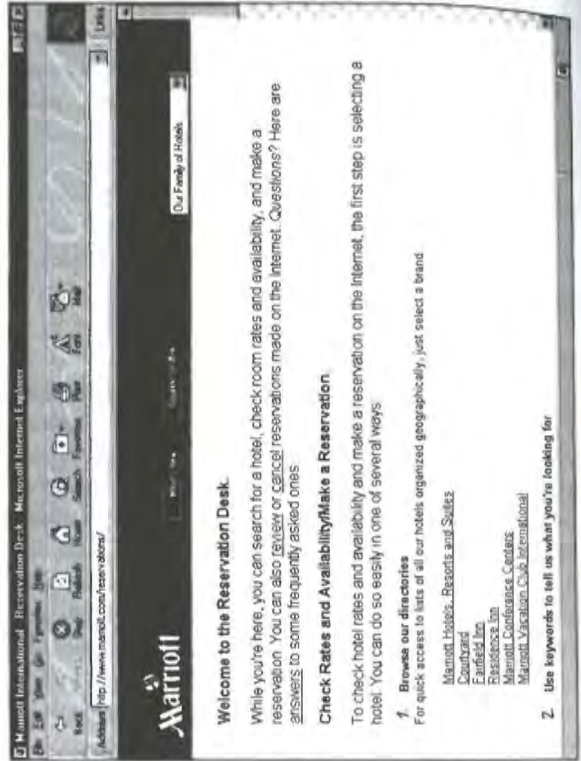 Marriott International Reservation Desk Microsoft Internet Explorer
File Edit View Go Favorites Help
Back Stop Refresh Home Search Favorites Print Font Mail
Address http://www.marriott.com/reservations/ Links
Marriott Our Family of Hotels
Welcome to the Reservation Desk.
While you're here, you can search for a hotel, check room rates and availability, and make a
reservation. You can also review or cancel reservations made on the Internet. Questions? Here are
answers to some frequently asked ones
Check Rates and Availability/Make a Reservation
To check hotel rates and availability and make a reservation on the Internet, the first step is selecting a
hotel. You can do so easily in one of several ways
1. Browse our directories
For quick access to lists of all our hotels organized geographically, just select a brand
Marriott Hotels, Resorts and Suites
Courtyard
Fairfield Inn
Residence Inn
Marriott Conference Centers
Marriott Vacation Club International
2. Use keywords to tell us what you're looking for